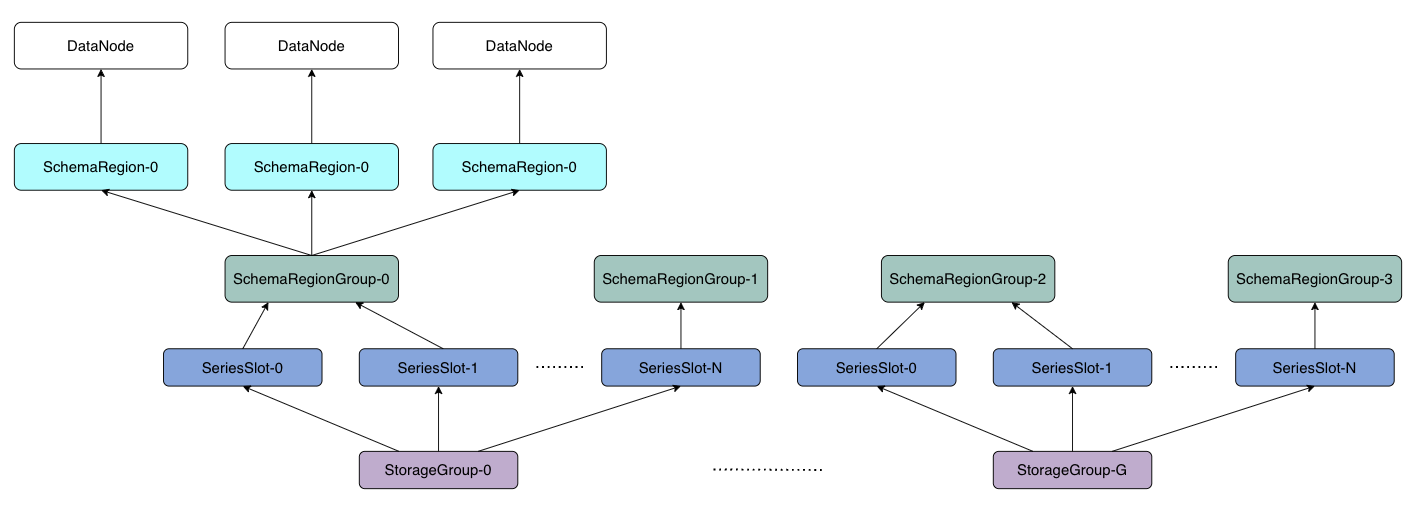 DataNode
DataNode
DataNode
SchemaRegion-0
SchemaRegion-0
SchemaRegion-0
SchemaRegionGroup-0
SchemaRegionGroup-1
SchemaRegionGroup-2
SchemaRegionGroup-3
SeriesSlot-0
SeriesSlot-1
SeriesSlot-N
SeriesSlot-0
SeriesSlot-1
SeriesSlot-N
StorageGroup-0
StorageGroup-G